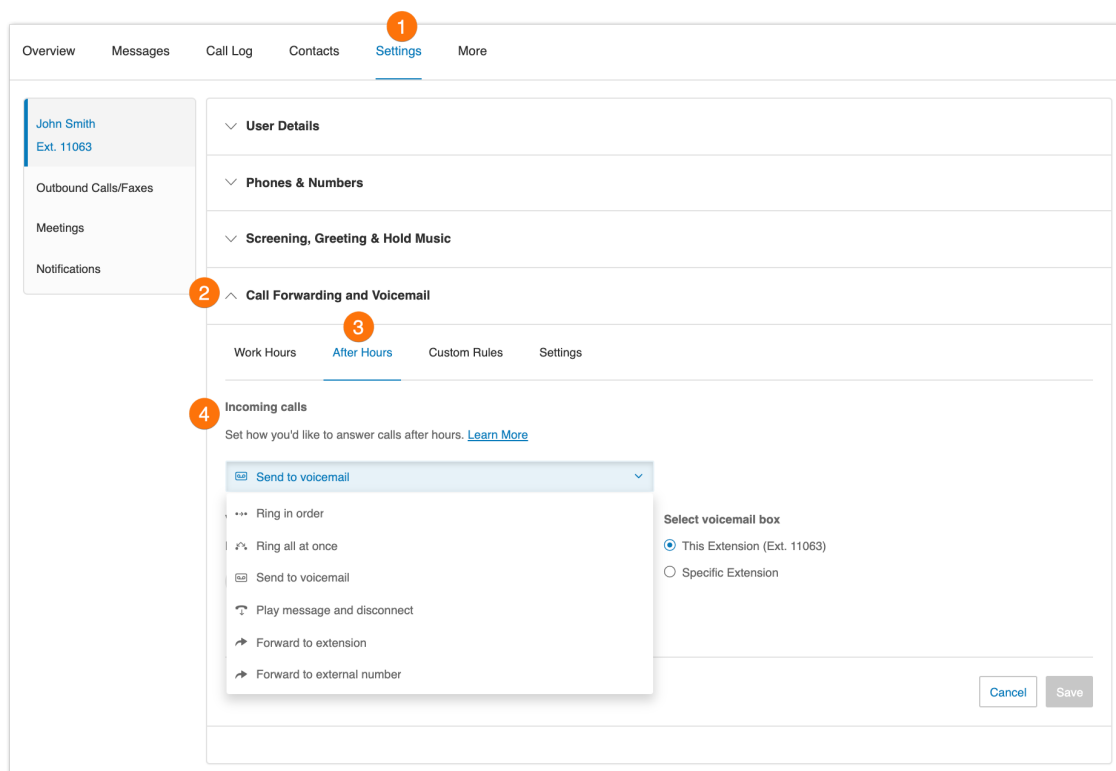 1
Overview Messages Call Log Contacts Settings More
John Smith
Ext. 11063
Outbound Calls/Faxes
Meetings
Notifications
User Details
Phones & Numbers
Screening, Greeting & Hold Music
2 Call Forwarding and Voicemail
3
Work Hours After Hours Custom Rules Settings
4 Incoming calls
Set how you'd like to answer calls after hours. Learn More
Send to voicemail
Ring in order
Ring all at once
Send to voicemail
Play message and disconnect
Forward to extension
Forward to external number
Select voicemail box
This Extension (Ext. 11063)
Specific Extension
Cancel Save